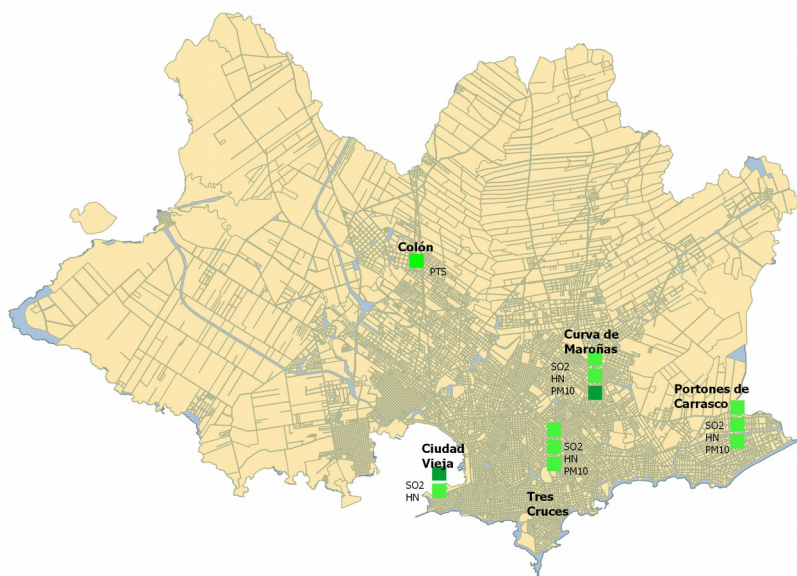 Colón
PTS
Curva de
Maroñas
SO2
HN
PM10
Portones de
Carrasco
SO2
HN
PM10
SO2
HN
PM10
Ciudad
Vieja
SO2
HN
Tres
Cruces